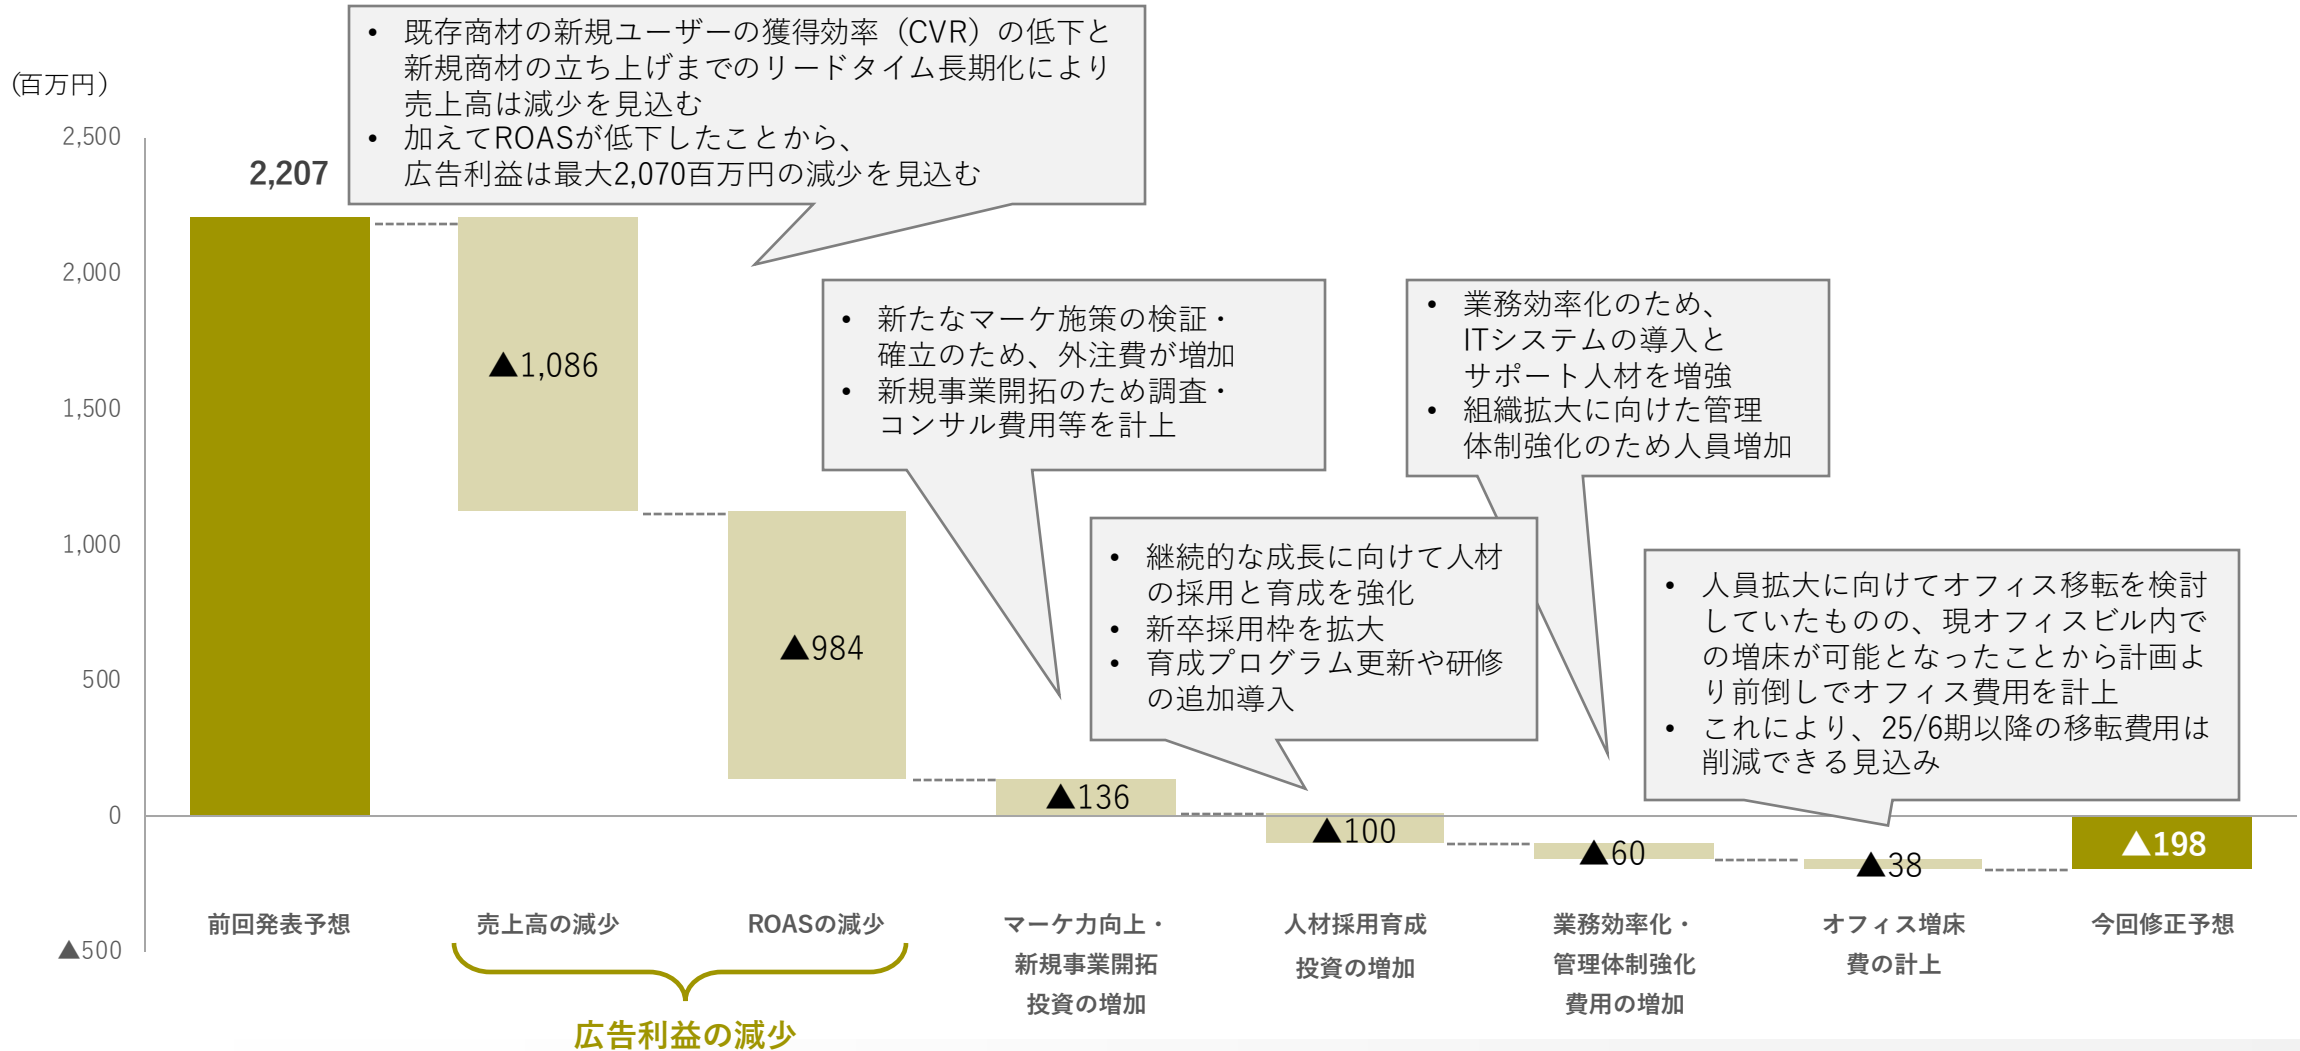 • 既存商材の新規ユーザーの獲得効率（CVR）の低下と
新規商材の立ち上げまでのリードタイム長期化により
売上高は減少を見込む
• 加えてROASが低下したことから、
広告利益は最大2,070百万円の減少を見込む
（百万円）
2,500
2,000
1,500
1,000
500
0
▲500
2,207
▲1,086
▲984
▲136
▲100
▲60
▲38
▲198
• 新たなマーケ施策の検証・
確立のため、外注費が増加
• 新規事業開拓のため調査・
コンサル費用等を計上
• 業務効率化のため、
ITシステムの導入と
サポート人材を増強
• 組織拡大に向けた管理
体制強化のため人員増加
• 継続的な成長に向けて人材
の採用と育成を強化
• 新卒採用枠を拡大
• 育成プログラム更新や研修
の追加導入
• 人員拡大に向けてオフィス移転を検討
していたものの、現オフィスビル内で
の増床が可能となったことから計画よ
り前倒しでオフィス費用を計上
• これにより、25/6期以降の移転費用は
削減できる見込み
前回発表予想
売上高の減少
ROASの減少
マーケ力向上・
新規事業開拓
投資の増加
人材採用育成
投資の増加
業務効率化・
管理体制強化
費用の増加
オフィス増床
費の計上
今回修正予想
広告利益の減少